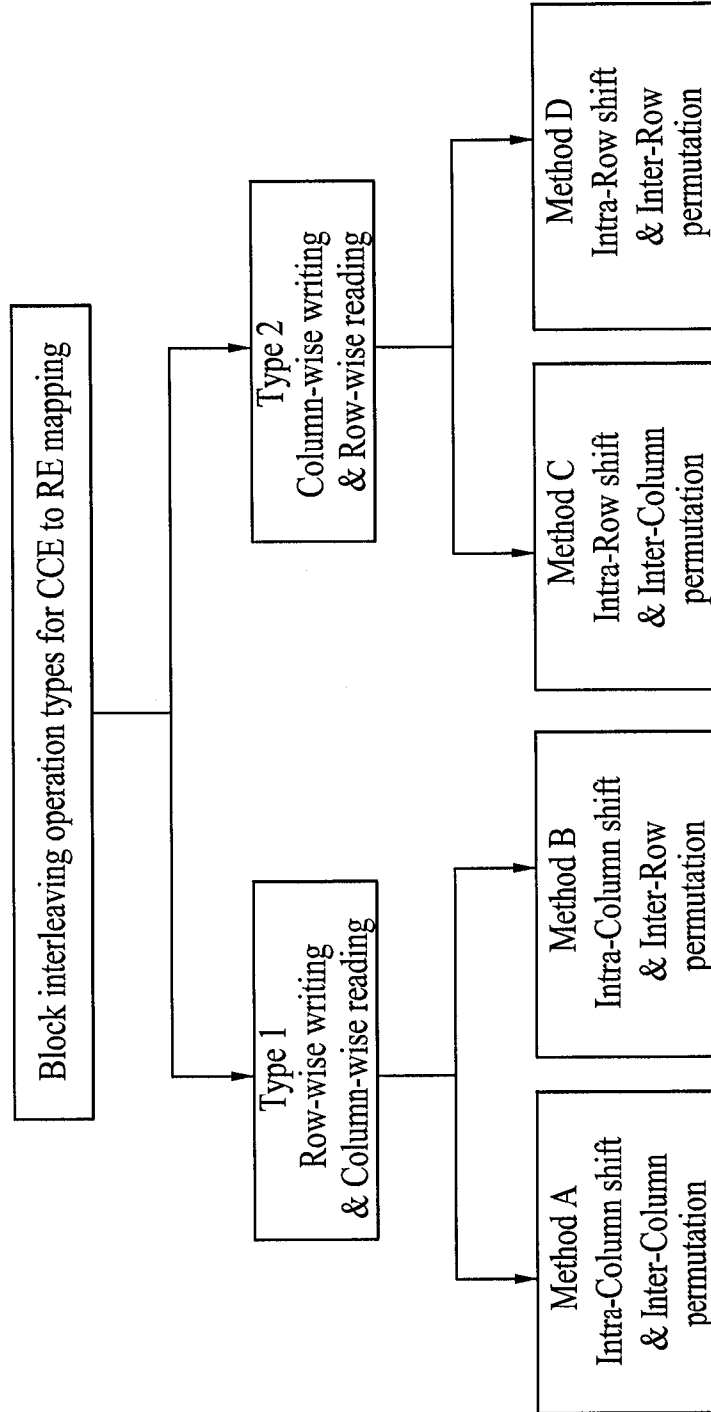 Block interleaving operation types for CCE to RE mapping
Type 1
Row-wise writing
& Column-wise reading
Type 2
Column-wise writing
& Row-wise reading
Method A
Intra-Column shift
& Inter-Column
permutation
Method B
Intra-Column shift
& Inter-Row
permutation
Method C
Intra-Row shift
& Inter-Column
permutation
Method D
Intra-Row shift
& Inter-Row
permutation